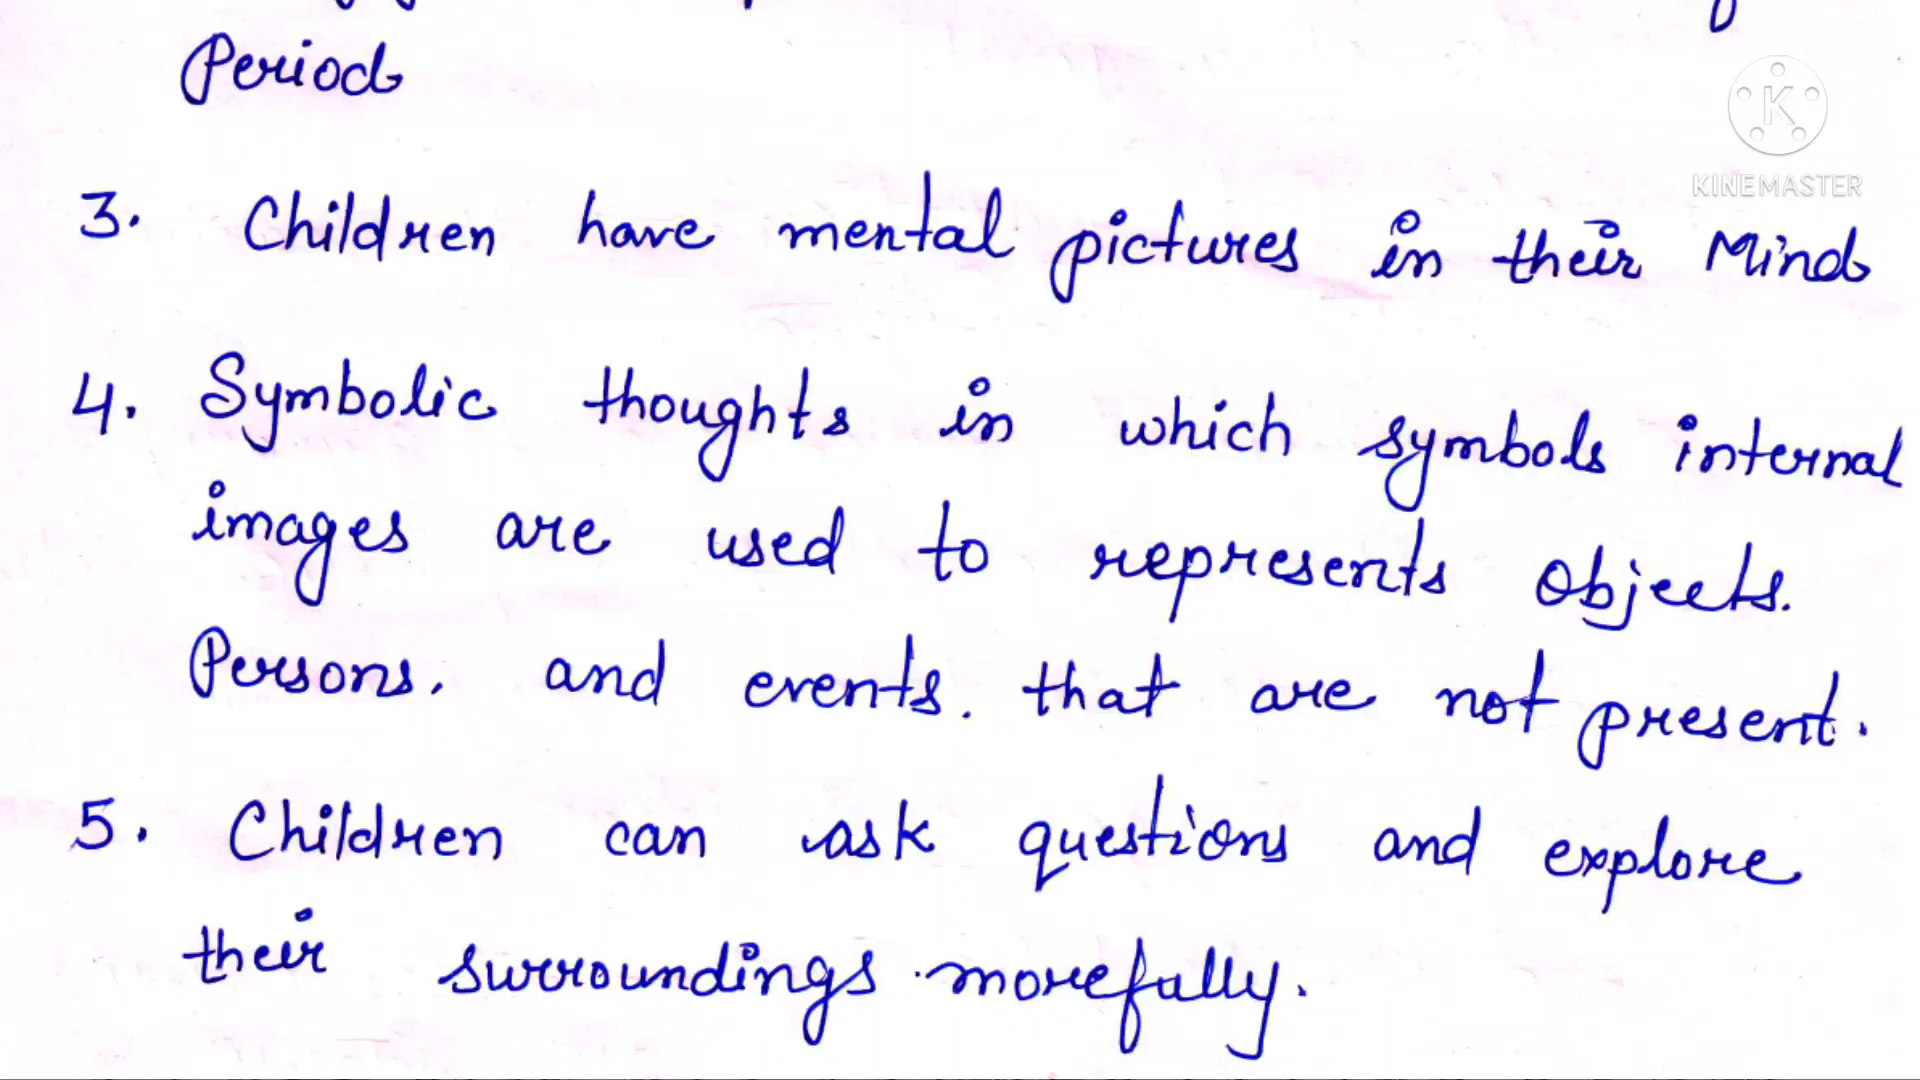 Period
KINEMASTER
3. Children have mental pictures in their Mind
4. Symbolic thoughts in which symbols internal
images are used to represents objects.
Persons. and events. that are not present.
5. Children can ask questions and explore
their surroundings morefully.